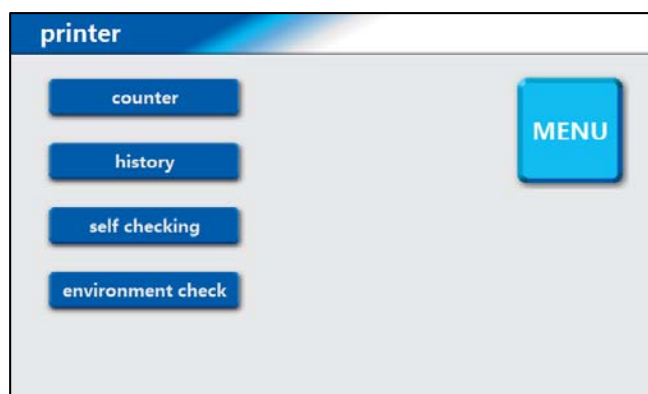 printer
counter
MENU
history
self checking
environment check